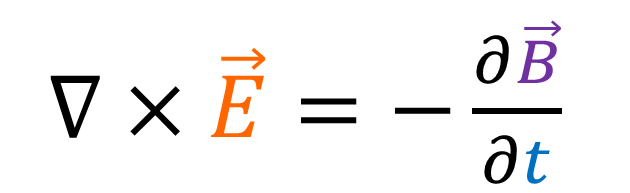 ∇ × E⃗ = − ∂B⃗ / ∂t